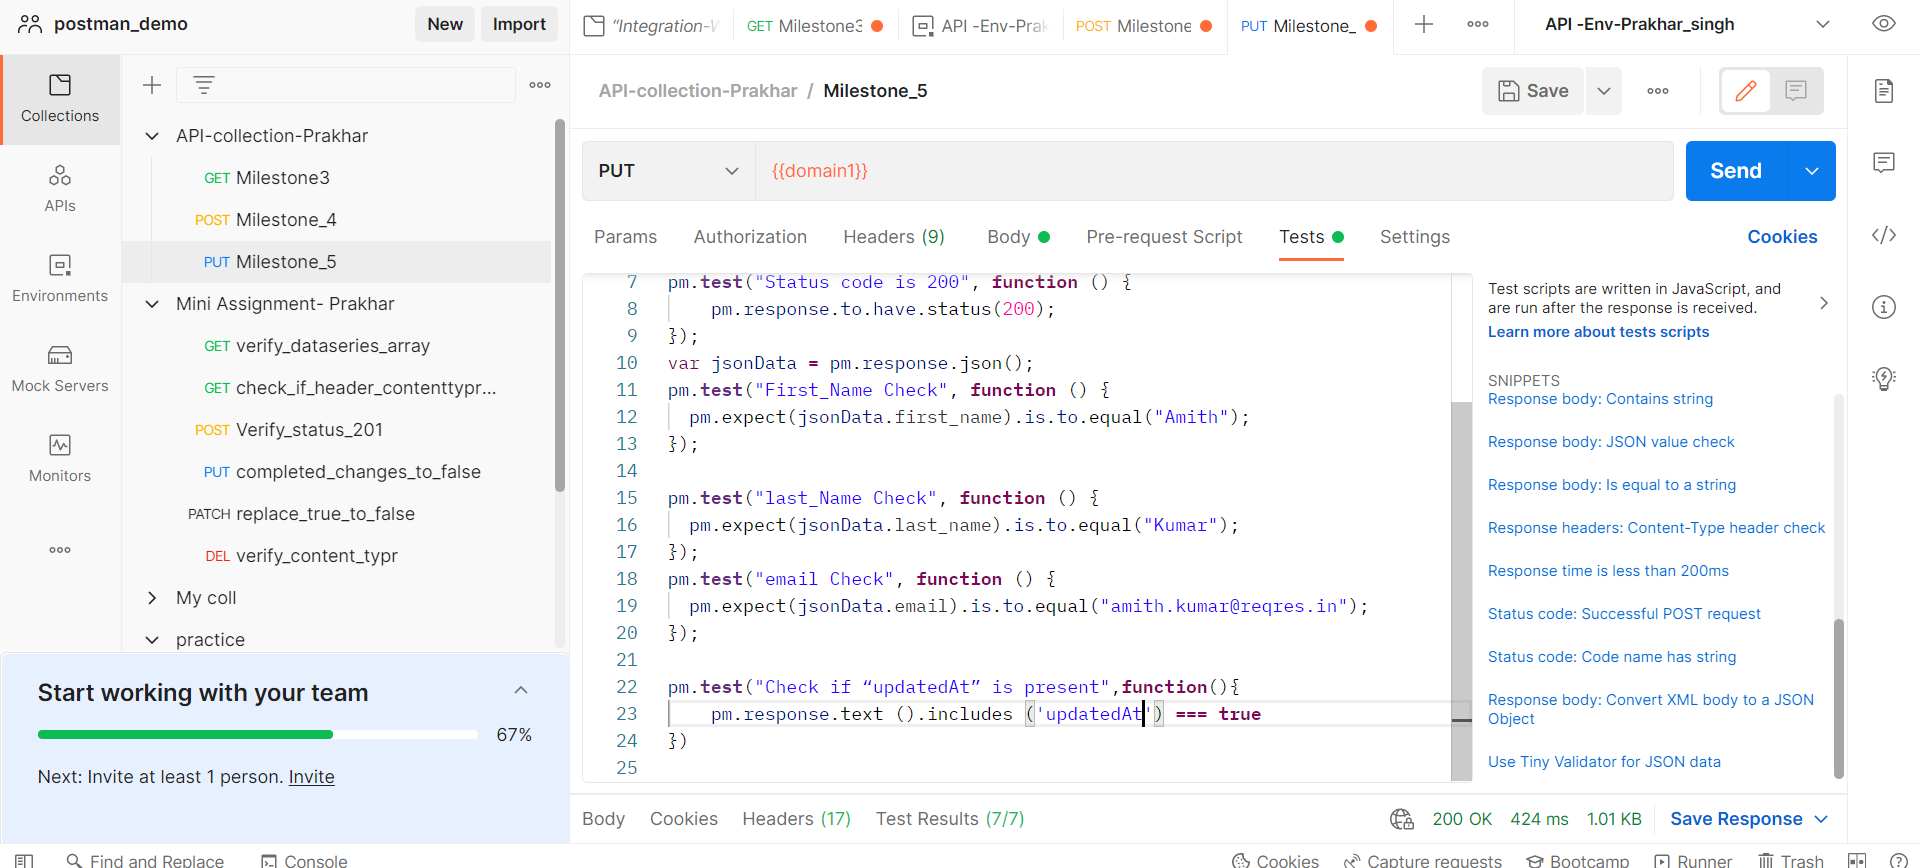 postman_demo
New
Import
"Integration-W
GET Milestone3
API -Env-Prak
POST Milestone
PUT Milestone_
API -Env-Prakhar_singh
Collections
APIs
Environments
Mock Servers
Monitors
API-collection-Prakhar
GET Milestone3
POST Milestone_4
PUT Milestone_5
Mini Assignment- Prakhar
GET verify_dataseries_array
GET check_if_header_contenttypr...
POST Verify_status_201
PUT completed_changes_to_false
PATCH replace_true_to_false
DEL verify_content_typr
My coll
practice
Start working with your team
67%
Next: Invite at least 1 person. Invite
API-collection-Prakhar / Milestone_5
Save
PUT
{{domain1}}
Send
Params
Authorization
Headers (9)
Body
Pre-request Script
Tests
Settings
Cookies
7 pm.test("Status code is 200", function () {
8 pm.response.to.have.status(200);
9 });
10 var jsonData = pm.response.json();
11 pm.test("First_Name Check", function () {
12 pm.expect(jsonData.first_name).is.to.equal("Amith");
13 });
14
15 pm.test("last_Name Check", function () {
16 pm.expect(jsonData.last_name).is.to.equal("Kumar");
17 });
18 pm.test("email Check", function () {
19 pm.expect(jsonData.email).is.to.equal("amith.kumar@reqres.in");
20 });
21
22 pm.test("Check if “updatedAt” is present",function(){
23 pm.response.text ().includes ('updatedAt') === true
24 })
25
Test scripts are written in JavaScript, and
are run after the response is received.
Learn more about tests scripts
SNIPPETS
Response body: Contains string
Response body: JSON value check
Response body: Is equal to a string
Response headers: Content-Type header check
Response time is less than 200ms
Status code: Successful POST request
Status code: Code name has string
Response body: Convert XML body to a JSON
Object
Use Tiny Validator for JSON data
Body
Cookies
Headers (17)
Test Results (7/7)
200 OK
424 ms
1.01 KB
Save Response
Find and Replace
Console
Cookies
Capture requests
Bootcamp
Runner
Trash